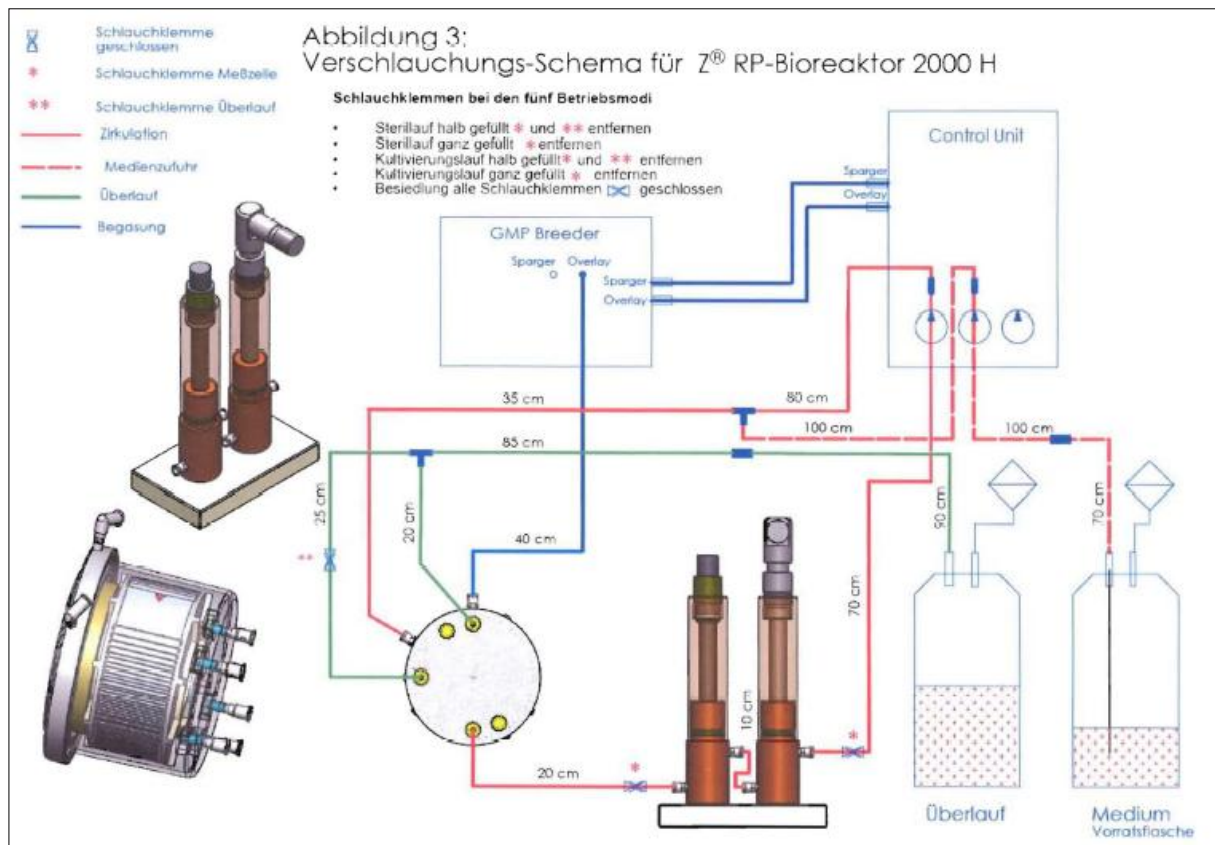 Schlauchklemme
geschlossen
* Schlauchklemme Meßzelle
** Schlauchklemme Überlauf
Zirkulation
Medienzufuhr
Überlauf
Begasung
Abbildung 3:
Verschlauchungs-Schema für Z® RP-Bioreaktor 2000 H
Schlauchklemmen bei den fünf Betriebsmodi
• Sterillauf halb gefüllt * und ** entfernen
• Sterillauf ganz gefüllt * entfernen
• Kultivierungslauf halb gefüllt * und ** entfernen
• Kultivierungslauf ganz gefüllt * entfernen
• Besiedlung alle Schlauchklemmen geschlossen
Control Unit
Sparger
Overlay
GMP Breeder
Sparger Overlay
Sparger
Overlay
35 cm
80 cm
100 cm
100 cm
85 cm
25 cm
20 cm
40 cm
90 cm
70 cm
**
70 cm
10 cm
*
20 cm
*
Überlauf
Medium
Vorratsflasche